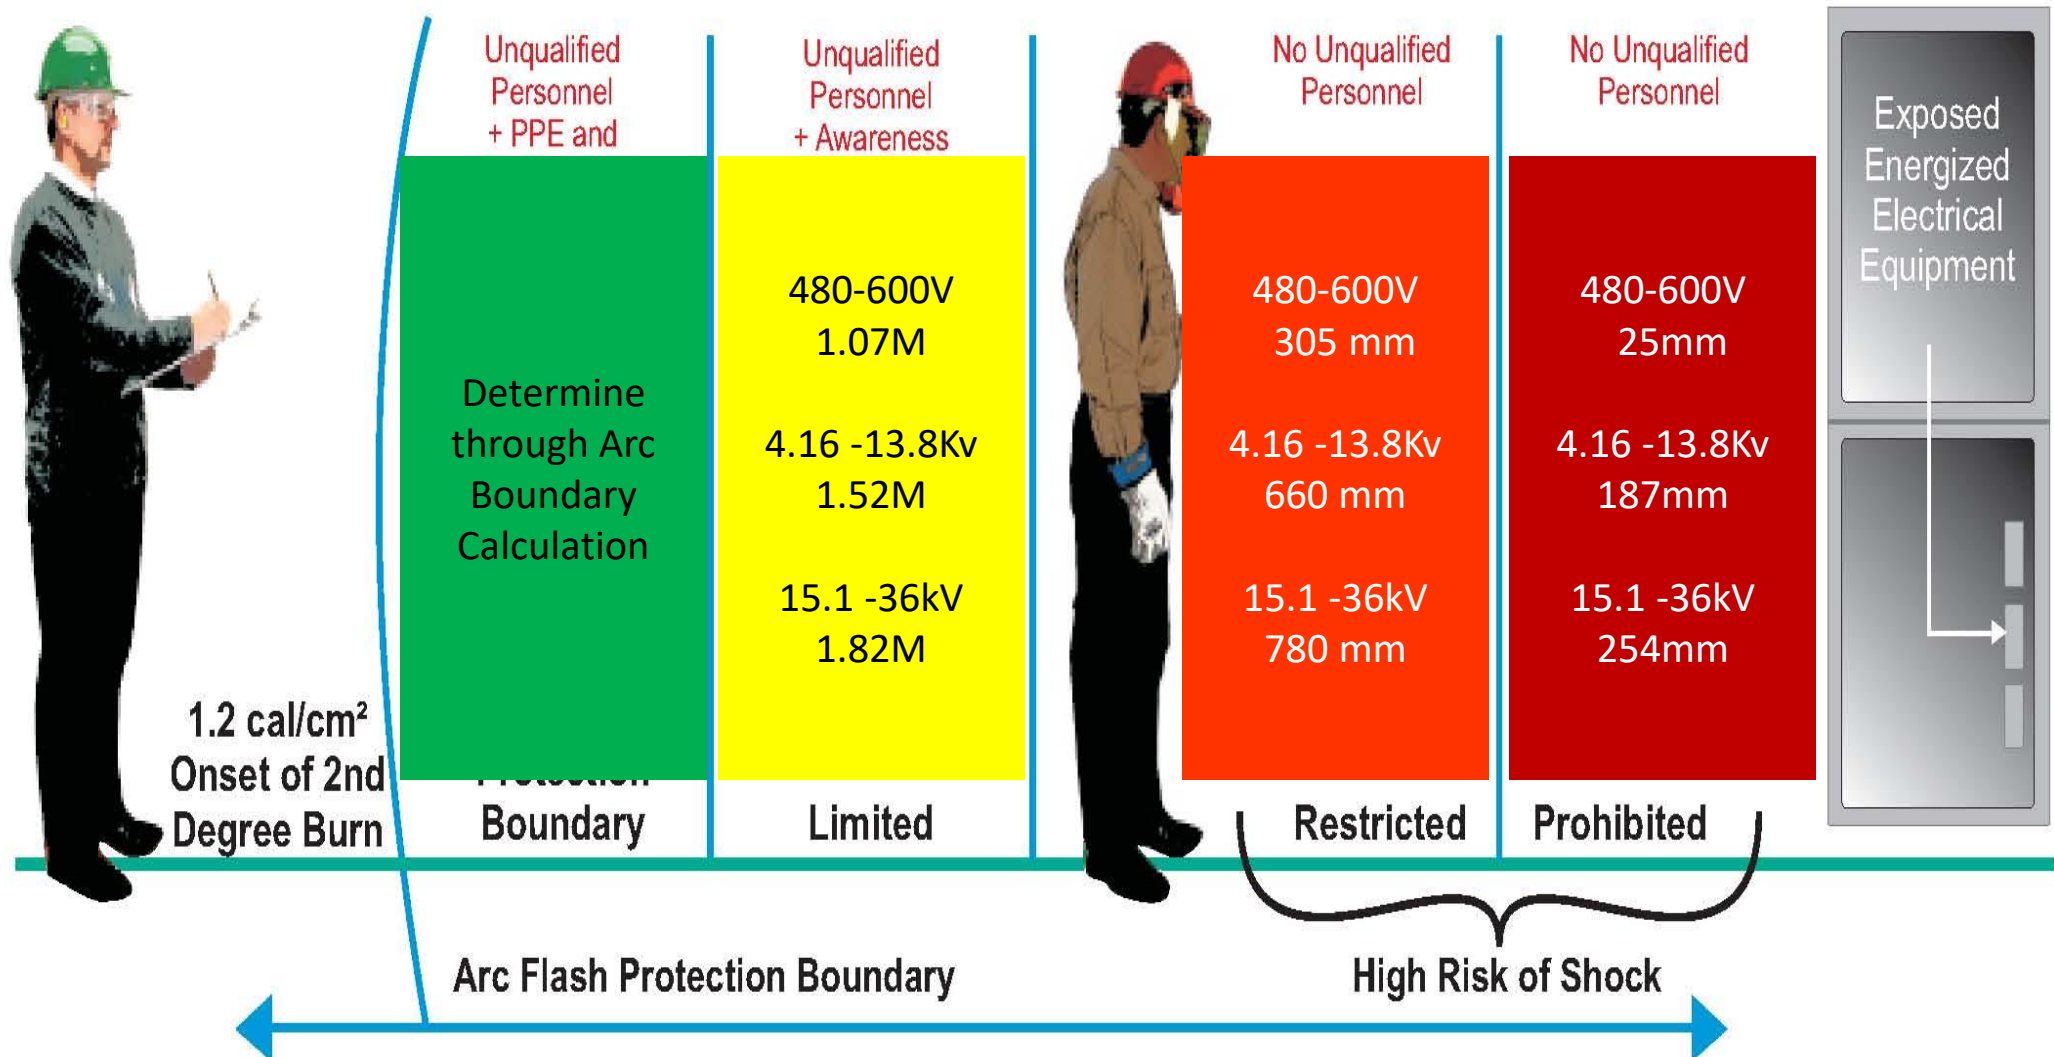 Unqualified
Personnel
+ PPE and
Unqualified
Personnel
+ Awareness
No Unqualified
Personnel
No Unqualified
Personnel
Exposed
Energized
Electrical
Equipment
Determine
through Arc
Boundary
Calculation
480-600V
1.07M
4.16 -13.8Kv
1.52M
15.1 -36kV
1.82M
480-600V
305 mm
4.16 -13.8Kv
660 mm
15.1 -36kV
780 mm
480-600V
25mm
4.16 -13.8Kv
187mm
15.1 -36kV
254mm
1.2 cal/cm²
Onset of 2nd
Degree Burn
Boundary
Limited
Restricted
Prohibited
Arc Flash Protection Boundary
High Risk of Shock